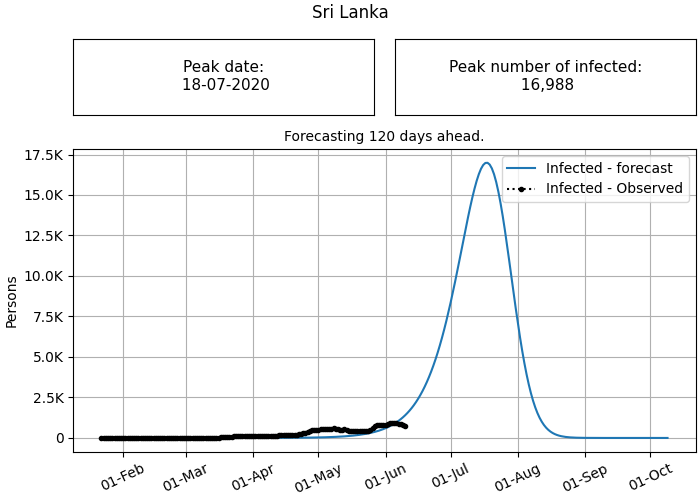 Sri Lanka
Peak date:
18-07-2020
Peak number of infected:
16,988
Forecasting 120 days ahead.
17.5K
15.0K
12.5K
10.0K
7.5K
5.0K
2.5K
0
Persons
Infected - forecast
Infected - Observed
01-Feb
01-Mar
01-Apr
01-May
01-Jun
01-Jul
01-Aug
01-Sep
01-Oct